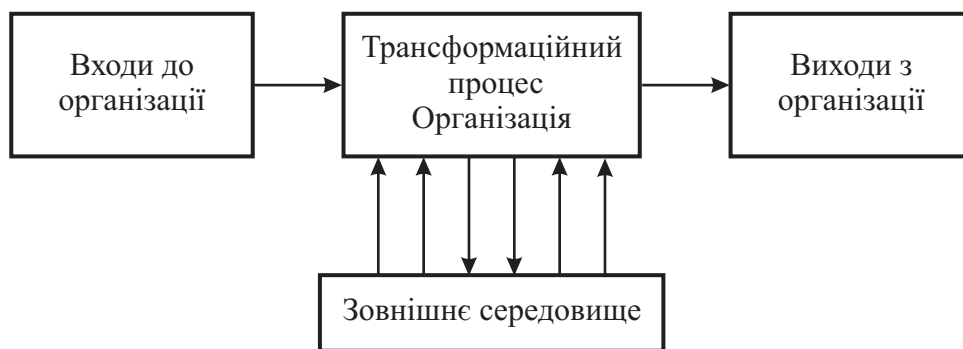 Входи до
організації
Трансформаційний
процес
Організація
Виходи з
організації
Зовнішнє середовище